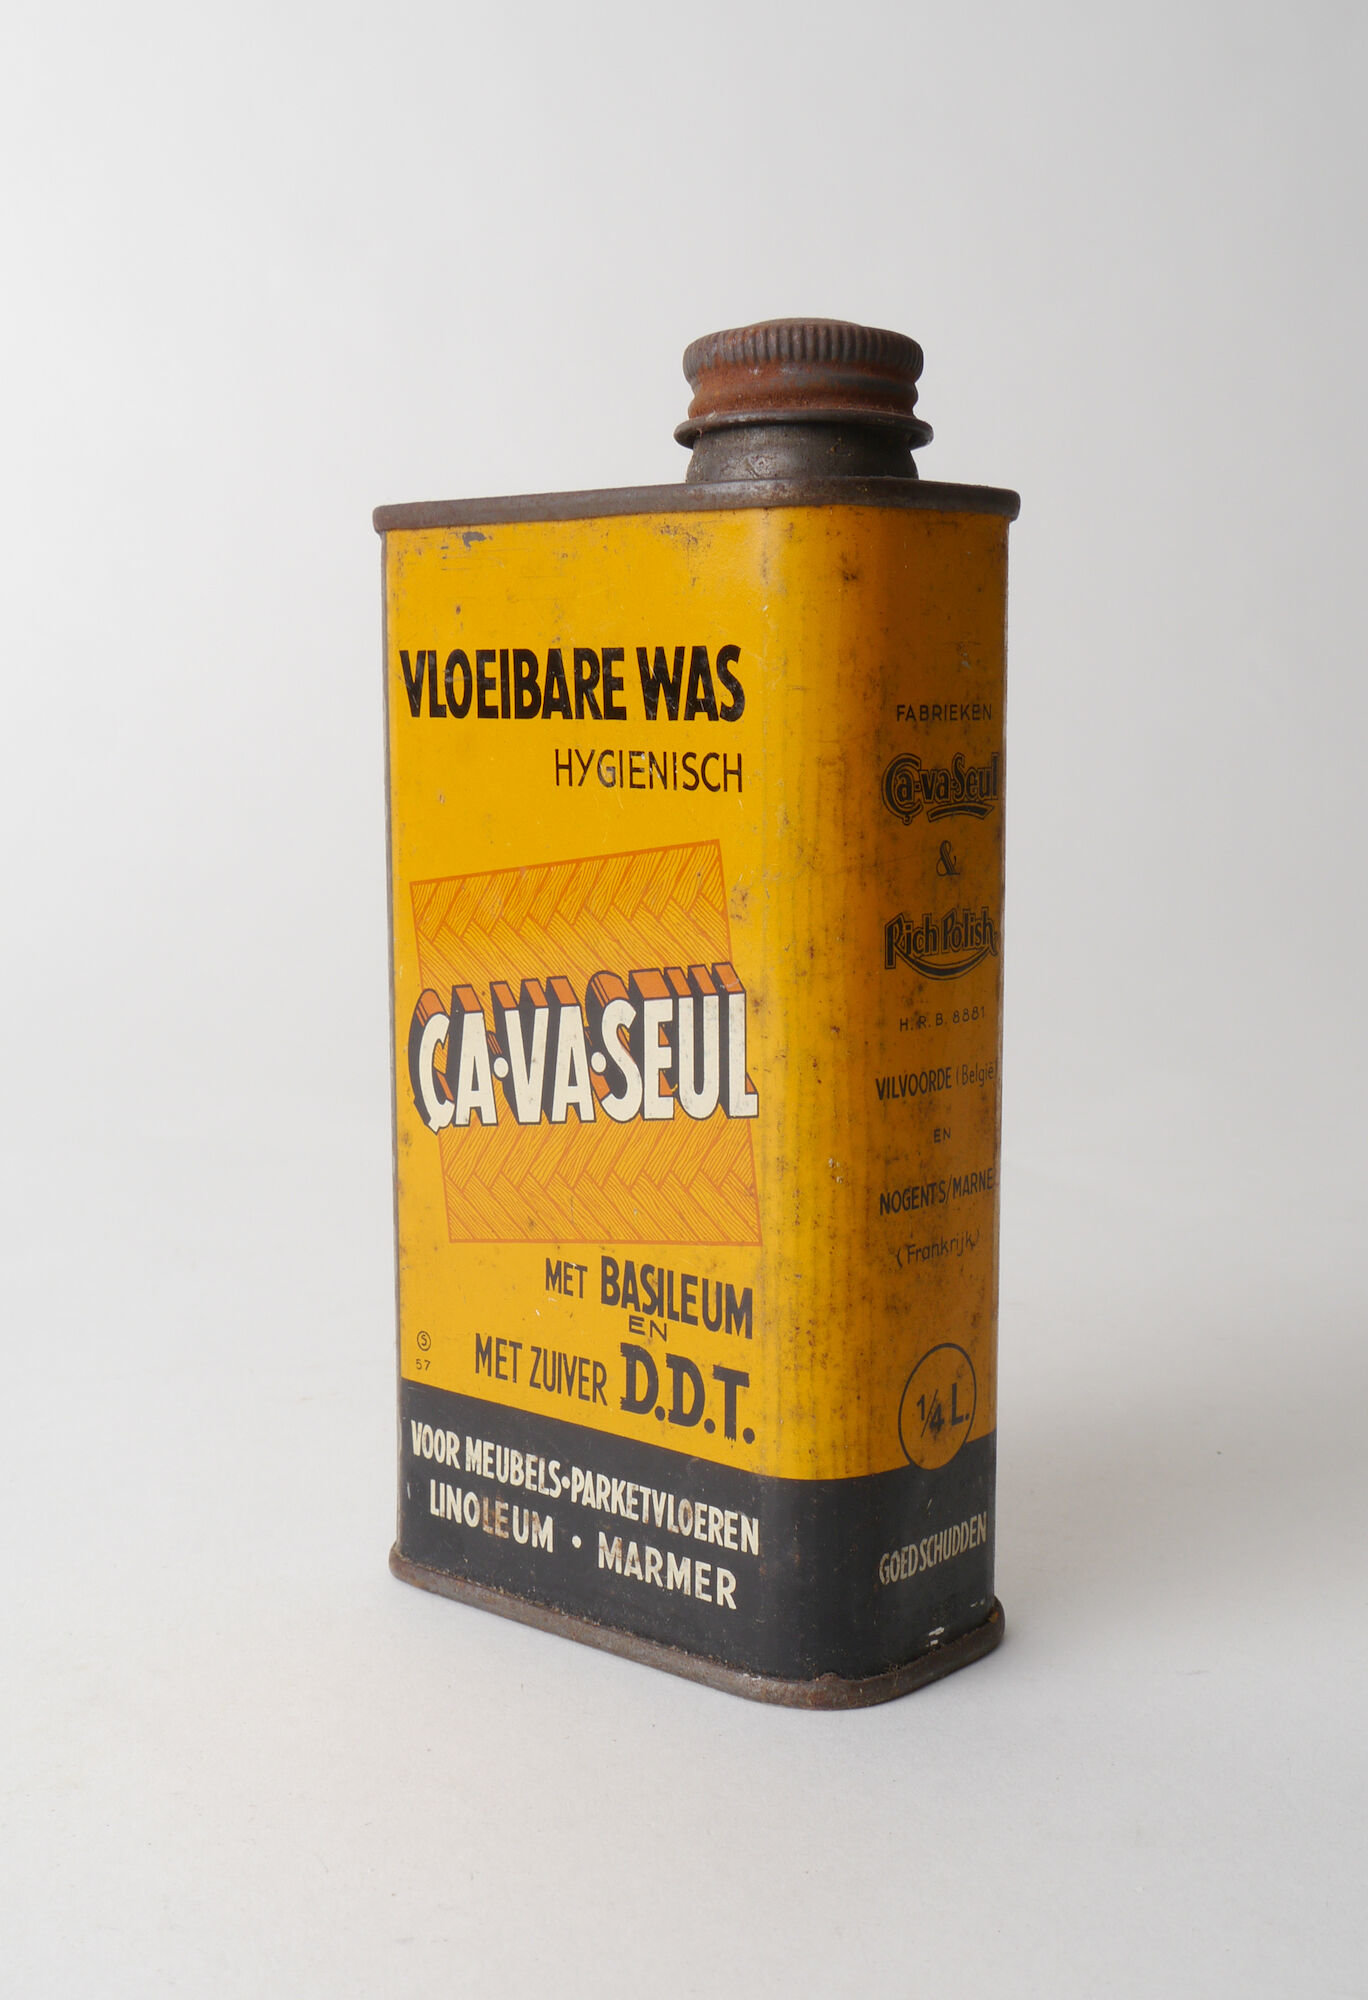 VLOEIBARE WAS
HYGIENISCH
ÇA·VA·SEUL
MET BASILEUM
EN
MET ZUIVER D.D.T.
S
57
VOOR MEUBELS·PARKETVLOEREN
LINOLEUM · MARMER
FABRIEKEN
Ça-va-Seul
&
Rich Polish
H.R.B. 8881
VILVOORDE (België
EN
NOGENT S/MARNE
(Frankrijk)
1/4 L.
GOED SCHUDDEN